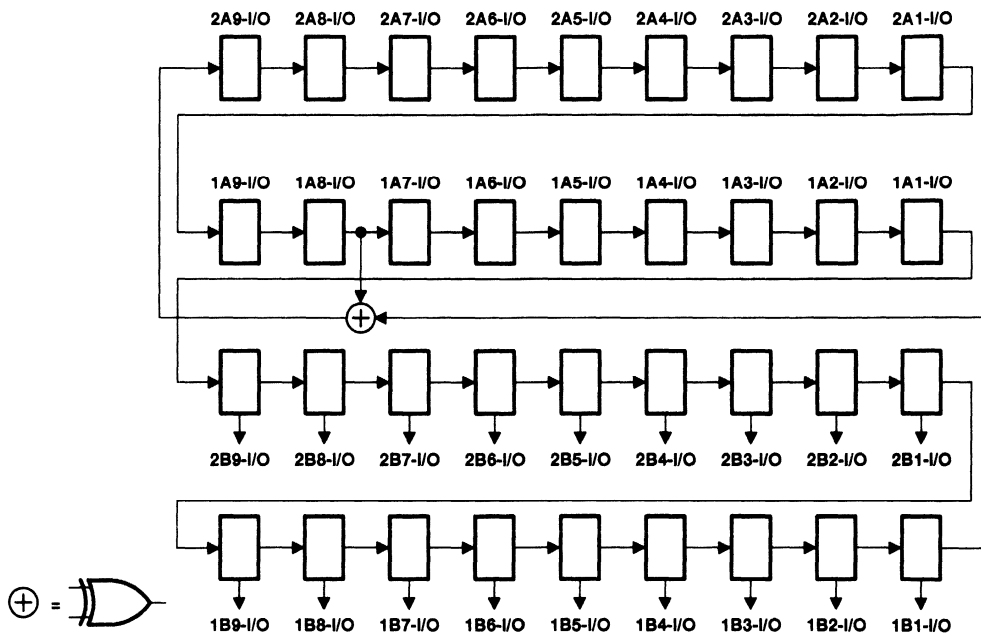 2A9-I/O 2A8-I/O 2A7-I/O 2A6-I/O 2A5-I/O 2A4-I/O 2A3-I/O 2A2-I/O 2A1-I/O
1A9-I/O 1A8-I/O 1A7-I/O 1A6-I/O 1A5-I/O 1A4-I/O 1A3-I/O 1A2-I/O 1A1-I/O
2B9-I/O 2B8-I/O 2B7-I/O 2B6-I/O 2B5-I/O 2B4-I/O 2B3-I/O 2B2-I/O 2B1-I/O
=
1B9-I/O 1B8-I/O 1B7-I/O 1B6-I/O 1B5-I/O 1B4-I/O 1B3-I/O 1B2-I/O 1B1-I/O